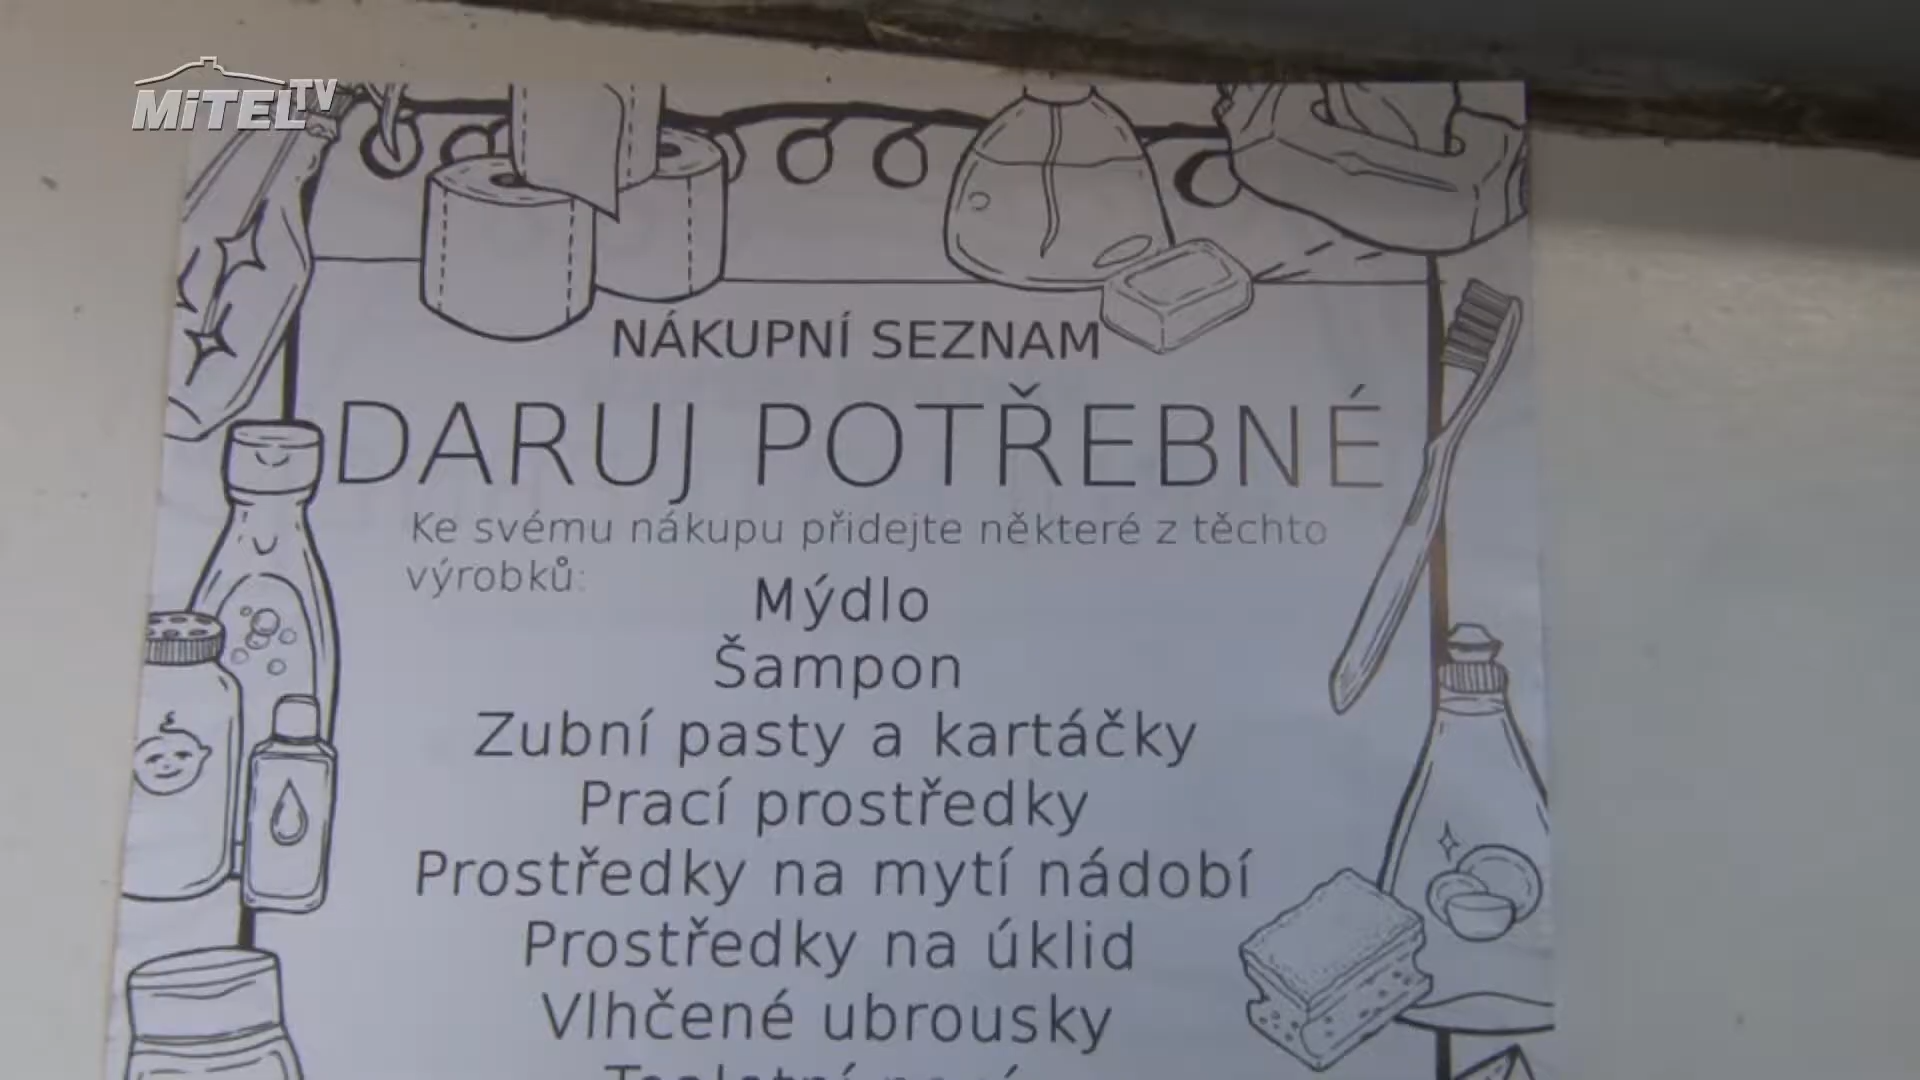 MiTEL TV
NÁKUPNÍ SEZNAM
DARUJ POTŘEBNÉ
Ke svému nákupu přidejte některé z těchto
výrobků:
Mýdlo
Šampon
Zubní pasty a kartáčky
Prací prostředky
Prostředky na mytí nádobí
Prostředky na úklid
Vlhčené ubrousky